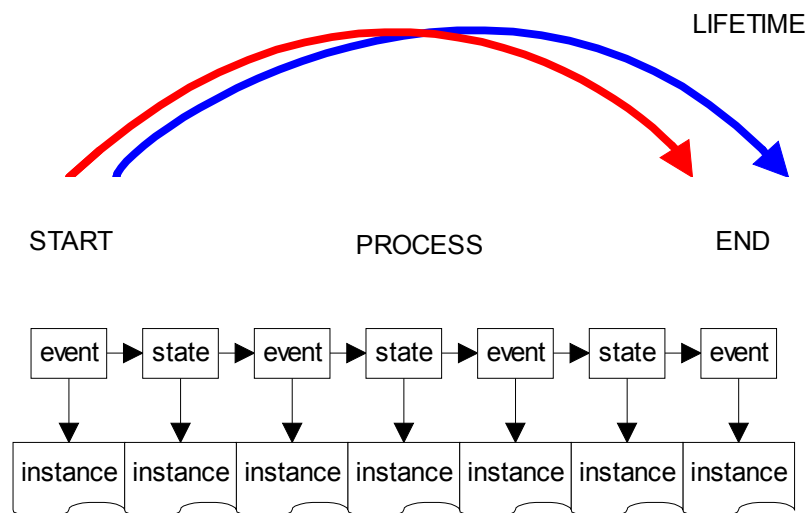 LIFETIME
START PROCESS END
event state event state event state event
instance instance instance instance instance instance instance